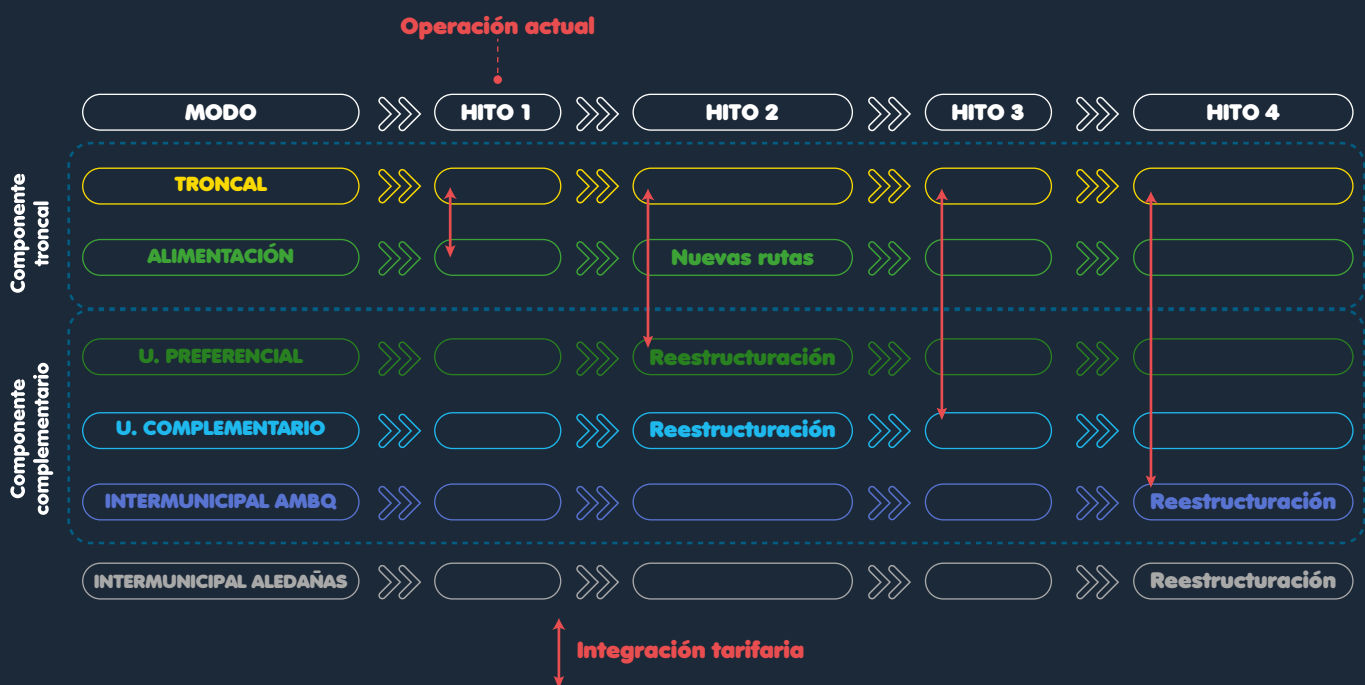 Operación actual
MODO
HITO 1
HITO 2
HITO 3
HITO 4
Componente
troncal
TRONCAL
ALIMENTACIÓN
Nuevas rutas
Componente
complementario
U. PREFERENCIAL
Reestructuración
U. COMPLEMENTARIO
Reestructuración
INTERMUNICIPAL AMBQ
Reestructuración
INTERMUNICIPAL ALEDAÑAS
Reestructuración
Integración tarifaria